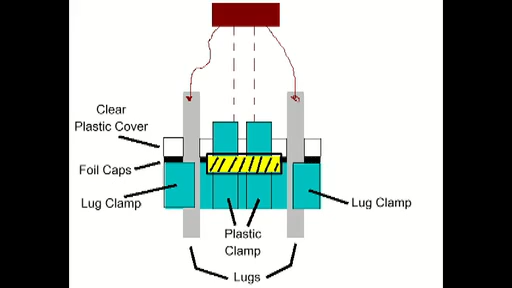 Clear
Plastic Cover
Foil Caps
Lug Clamp
Lug Clamp
Plastic
Clamp
Lugs